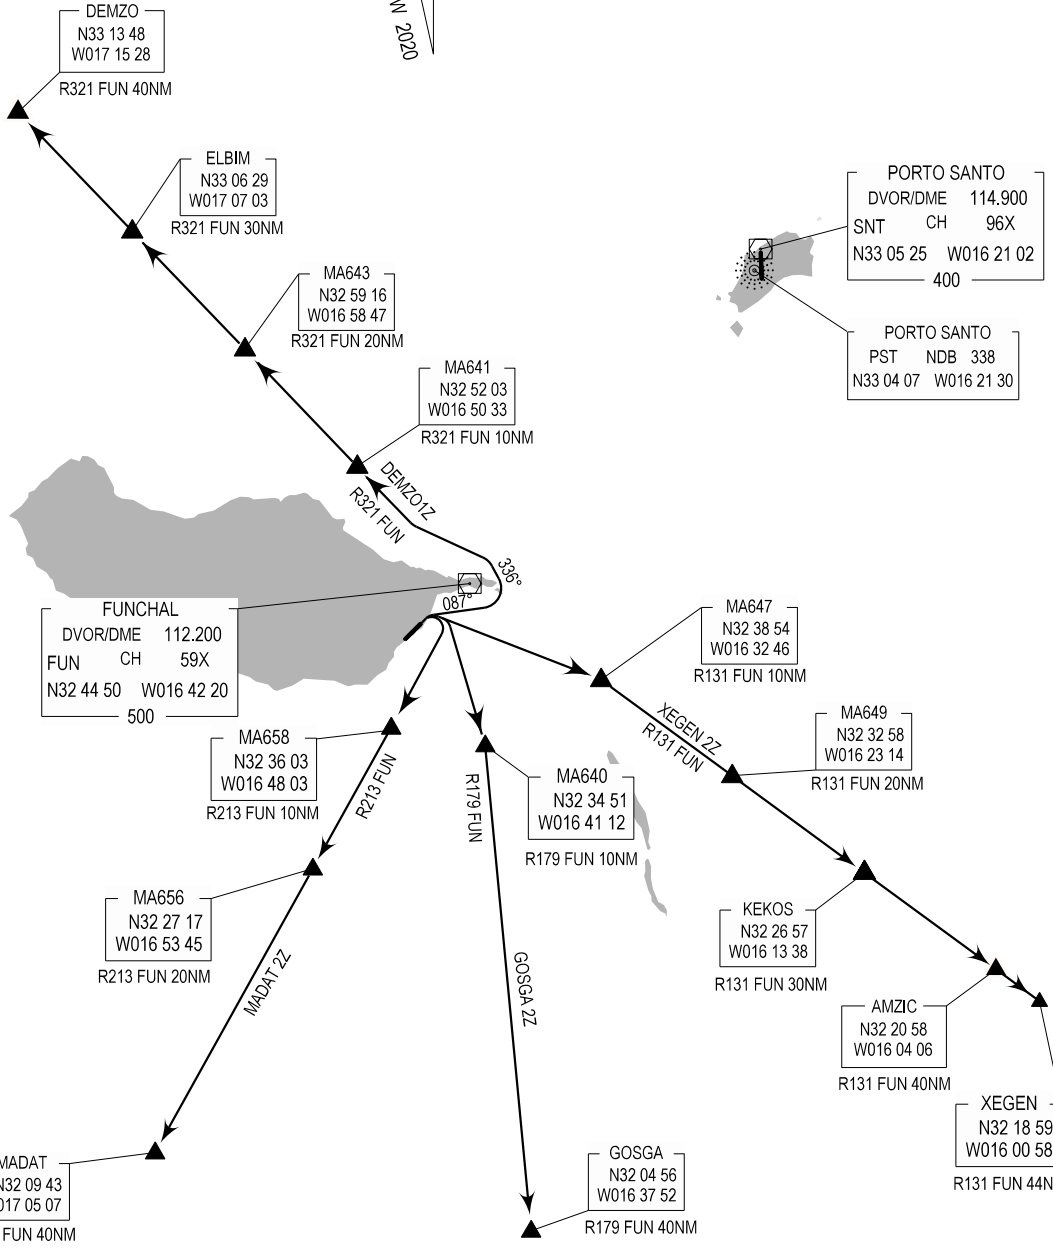 W 2020
DEMZO
N33 13 48
W017 15 28
R321 FUN 40NM
ELBIM
N33 06 29
W017 07 03
R321 FUN 30NM
MA643
N32 59 16
W016 58 47
R321 FUN 20NM
MA641
N32 52 03
W016 50 33
R321 FUN 10NM
PORTO SANTO
DVOR/DME 114.900
SNT CH 96X
N33 05 25 W016 21 02
400
PORTO SANTO
PST NDB 338
N33 04 07 W016 21 30
DEMZO1Z
R321 FUN
336°
087°
FUNCHAL
DVOR/DME 112.200
FUN CH 59X
N32 44 50 W016 42 20
500
MA647
N32 38 54
W016 32 46
R131 FUN 10NM
XEGEN 2Z
R131 FUN
MA649
N32 32 58
W016 23 14
R131 FUN 20NM
MA658
N32 36 03
W016 48 03
R213 FUN 10NM
R213 FUN
R179 FUN
MA640
N32 34 51
W016 41 12
R179 FUN 10NM
MA656
N32 27 17
W016 53 45
R213 FUN 20NM
MADAT 2Z
GOSGA 2Z
KEKOS
N32 26 57
W016 13 38
R131 FUN 30NM
AMZIC
N32 20 58
W016 04 06
R131 FUN 40NM
XEGEN
N32 18 59
W016 00 58
R131 FUN 44N
MADAT
N32 09 43
017 05 07
FUN 40NM
GOSGA
N32 04 56
W016 37 52
R179 FUN 40NM